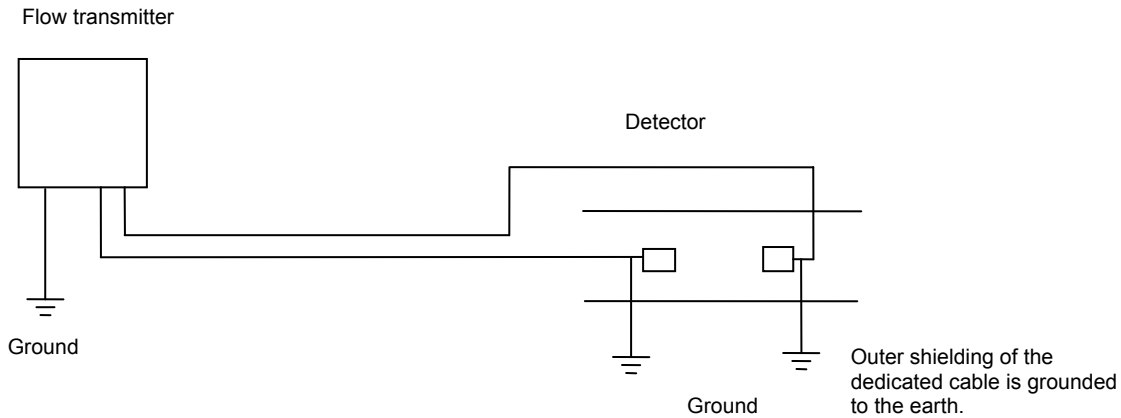 Flow transmitter
Detector
Ground
Ground
Outer shielding of the
dedicated cable is grounded
to the earth.